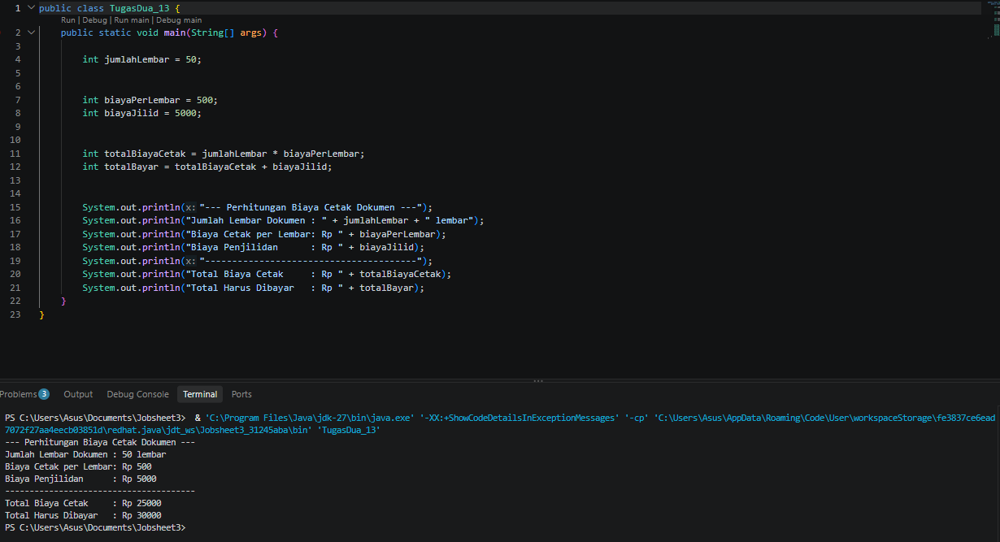 1 public class TugasDua_13 {
Run | Debug | Run main | Debug main
2 public static void main(String[] args) {
3
4 int jumlahLembar = 50;
5
6
7 int biayaPerLembar = 500;
8 int biayaJilid = 5000;
9
10
11 int totalBiayaCetak = jumlahLembar * biayaPerLembar;
12 int totalBayar = totalBiayaCetak + biayaJilid;
13
14
15 System.out.println(x: "--- Perhitungan Biaya Cetak Dokumen ---");
16 System.out.println("Jumlah Lembar Dokumen : " + jumlahLembar + " lembar");
17 System.out.println("Biaya Cetak per Lembar: Rp " + biayaPerLembar);
18 System.out.println("Biaya Penjilidan      : Rp " + biayaJilid);
19 System.out.println(x: "---------------------------------------");
20 System.out.println("Total Biaya Cetak     : Rp " + totalBiayaCetak);
21 System.out.println("Total Harus Dibayar   : Rp " + totalBayar);
22 }
23 }
Problems 3 Output Debug Console Terminal Ports
PS C:\Users\Asus\Documents\Jobsheet3>  & 'C:\Program Files\Java\jdk-27\bin\java.exe' '-XX:+ShowCodeDetailsInExceptionMessages' '-cp' 'C:\Users\Asus\AppData\Roaming\Code\User\workspaceStorage\fe3837ce6ead
7072f27aa4eecb03851d\redhat.java\jdt_ws\Jobsheet3_31245aba\bin' 'TugasDua_13'
--- Perhitungan Biaya Cetak Dokumen ---
Jumlah Lembar Dokumen : 50 lembar
Biaya Cetak per Lembar: Rp 500
Biaya Penjilidan      : Rp 5000
---------------------------------------
Total Biaya Cetak     : Rp 25000
Total Harus Dibayar   : Rp 30000
PS C:\Users\Asus\Documents\Jobsheet3>